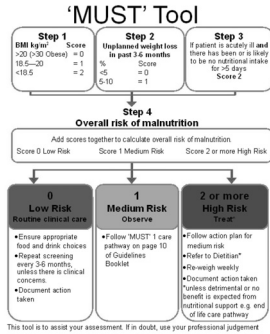 'MUST' Tool
Step 1
BMI kg/m² Score
>20 (>30 Obese) = 0
18.5—20 = 1
<18.5 = 2
Step 2
Unplanned weight loss
in past 3-6 months
% Score
<5 = 0
5-10 = 1
Step 3
If patient is acutely ill and
there has been or is likely
to be no nutritional intake
for >5 days
Score 2
Step 4
Overall risk of malnutrition
Add scores together to calculate overall risk of malnutrition
Score 0 Low Risk Score 1 Medium Risk Score 2 or more High Risk
0
Low Risk
Routine clinical care
•Ensure appropriate
food and drink choices
•Repeat screening
every 3-6 months,
unless there is clinical
concerns.
•Document action
taken
1
Medium Risk
Observe
•Follow 'MUST' 1 care
pathway on page 10
of Guidelines
Booklet
2 or more
High Risk
Treat*
•Follow action plan for
medium risk
•Refer to Dietitian*
•Re-weigh weekly
•Document action taken
*unless detrimental or no
benefit is expected from
nutritional support e.g. end
of life care pathway
This tool is to assist your assessment. If in doubt, use your professional judgement